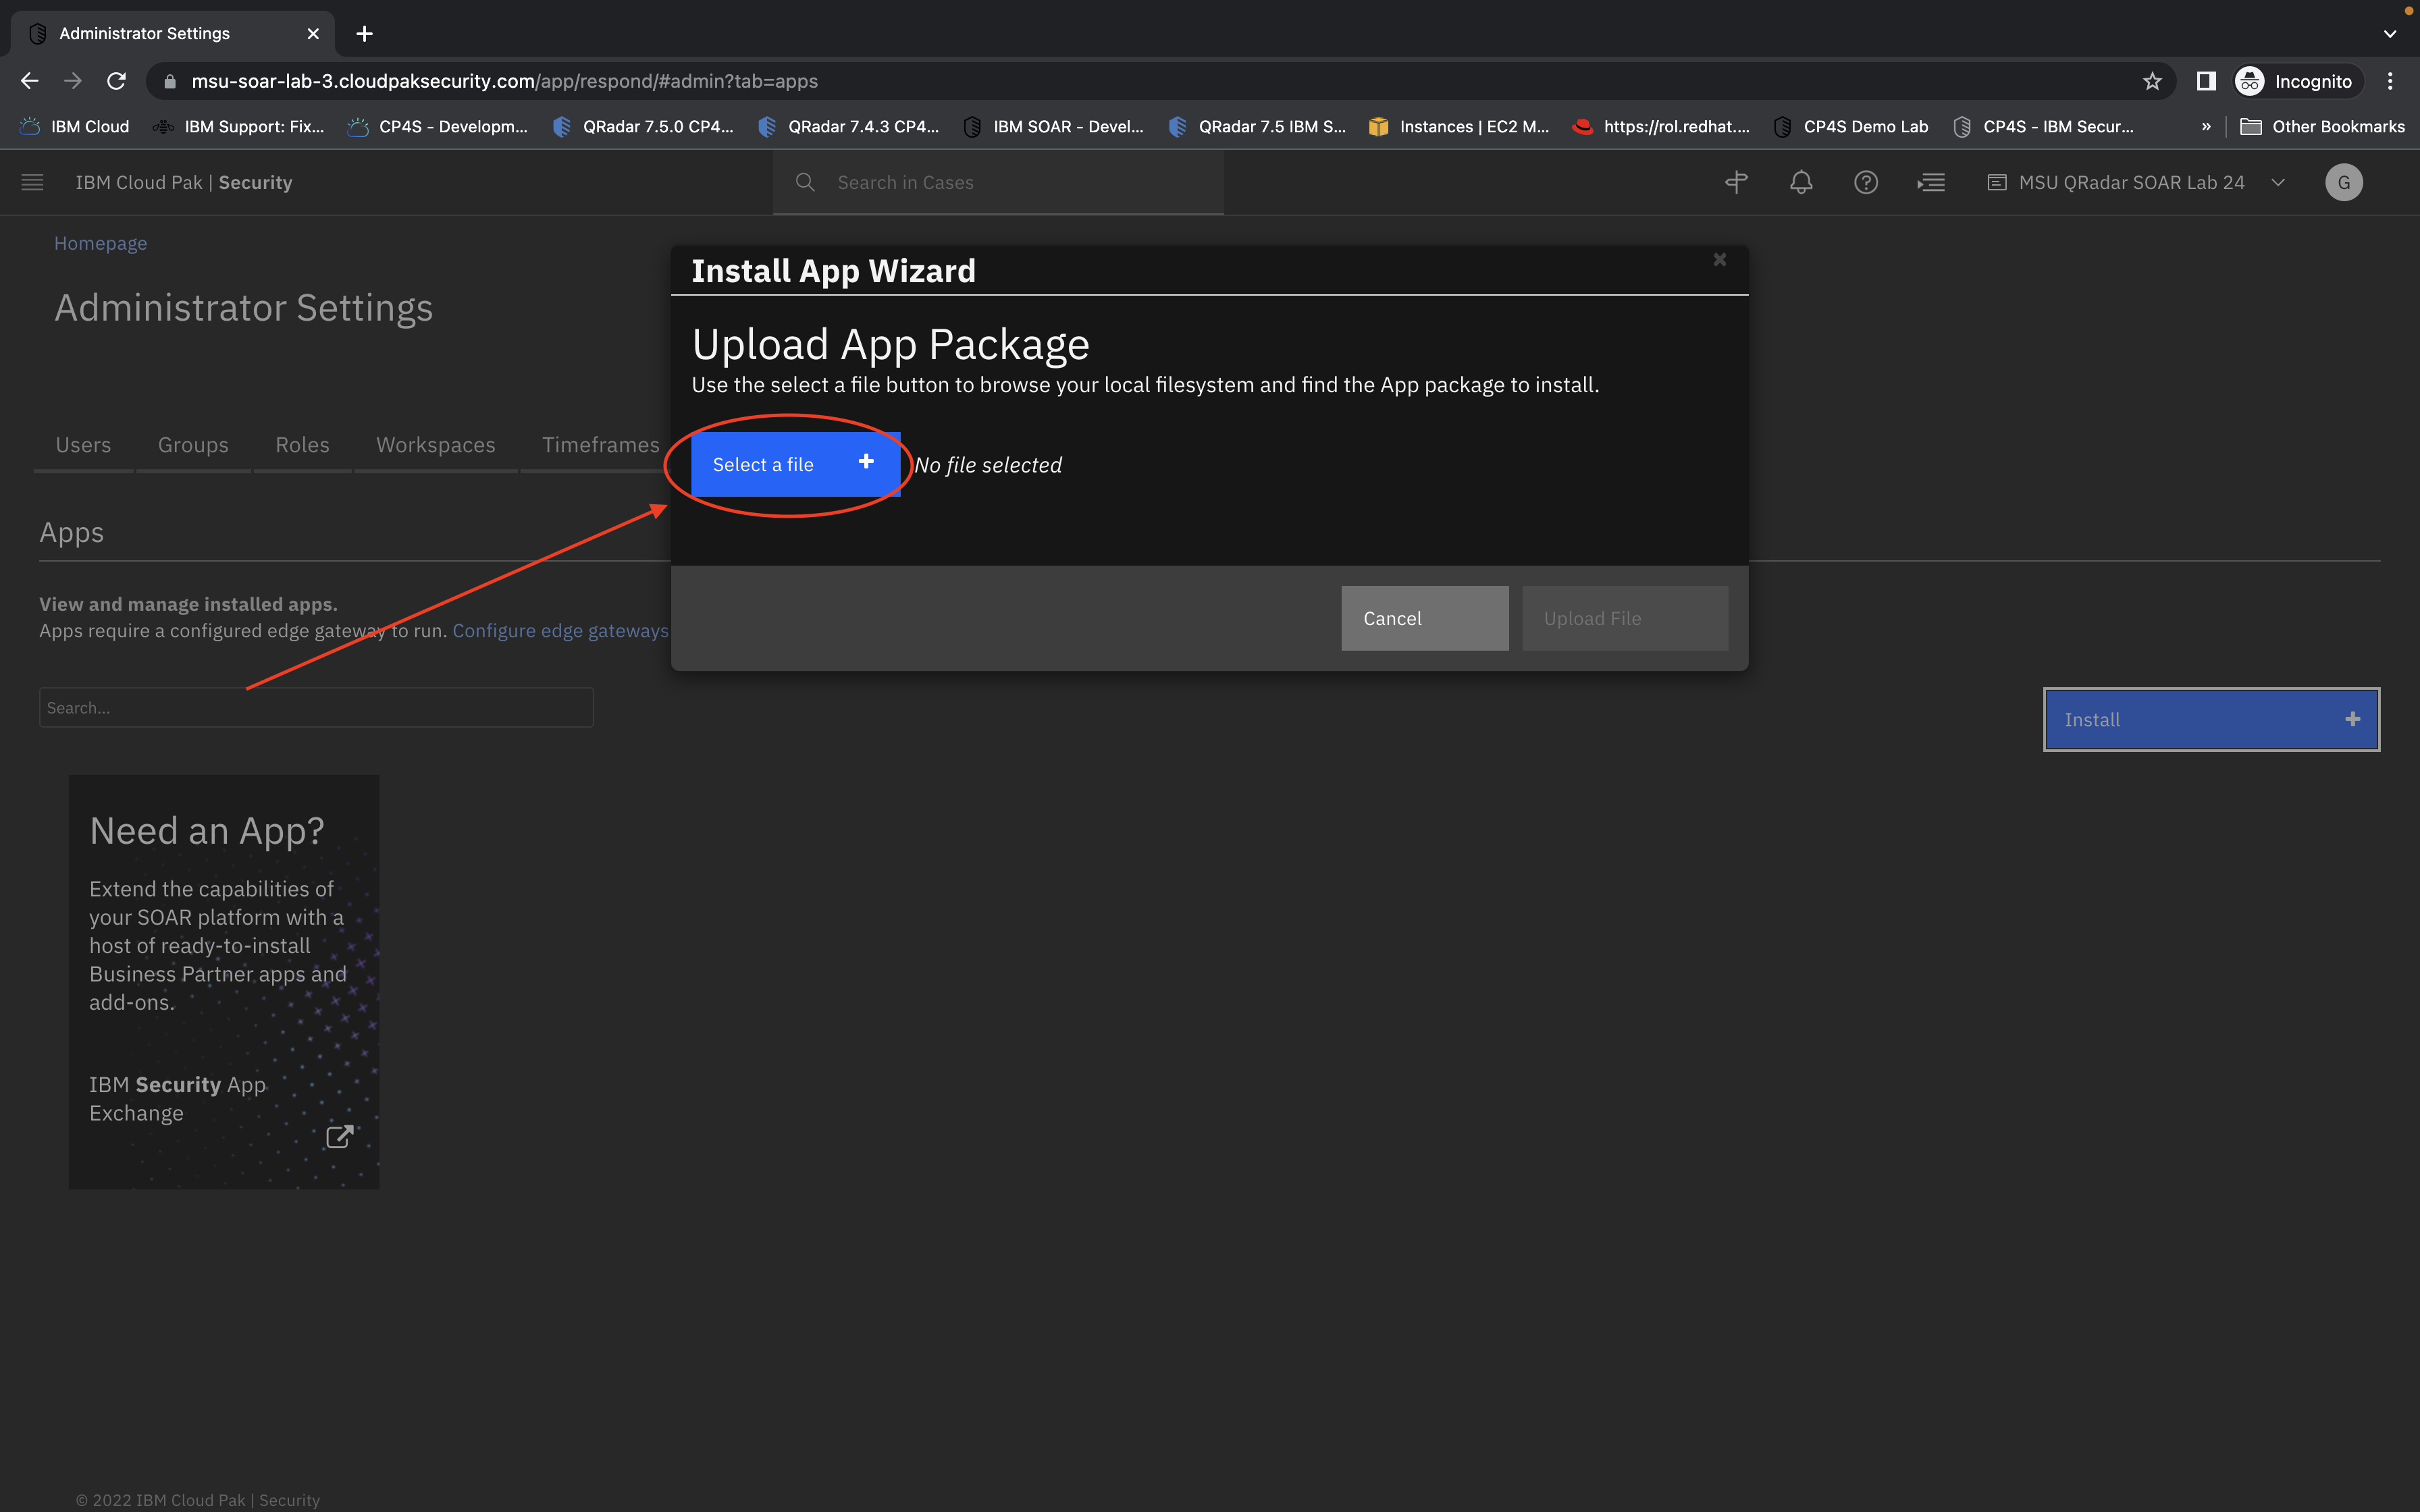 Administrator Settings
msu-soar-lab-3.cloudpaksecurity.com/app/respond/#admin?tab=apps
Incognito
IBM Cloud
IBM Support: Fix...
CP4S - Developm...
QRadar 7.5.0 CP4...
QRadar 7.4.3 CP4...
IBM SOAR - Devel...
QRadar 7.5 IBM S...
Instances | EC2 M...
https://rol.redhat....
CP4S Demo Lab
CP4S - IBM Secur...
»
Other Bookmarks
IBM Cloud Pak | Security
Search in Cases
MSU QRadar SOAR Lab 24
G
Homepage
Administrator Settings
Users
Groups
Roles
Workspaces
Timeframes
Install App Wizard
Upload App Package
Use the select a file button to browse your local filesystem and find the App package to install.
Select a file
No file selected
Cancel
Upload File
Apps
View and manage installed apps.
Apps require a configured edge gateway to run. Configure edge gateways
Search...
Install
Need an App?
Extend the capabilities of
your SOAR platform with a
host of ready-to-install
Business Partner apps and
add-ons.
IBM Security App
Exchange
© 2022 IBM Cloud Pak | Security